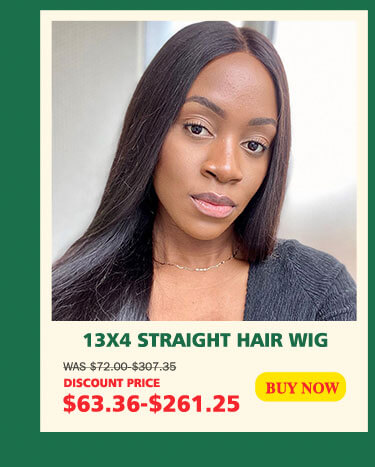 13X4 STRAIGHT HAIR WIG
WAS $72.00-$307.35
DISCOUNT PRICE
$63.36-$261.25
BUY NOW